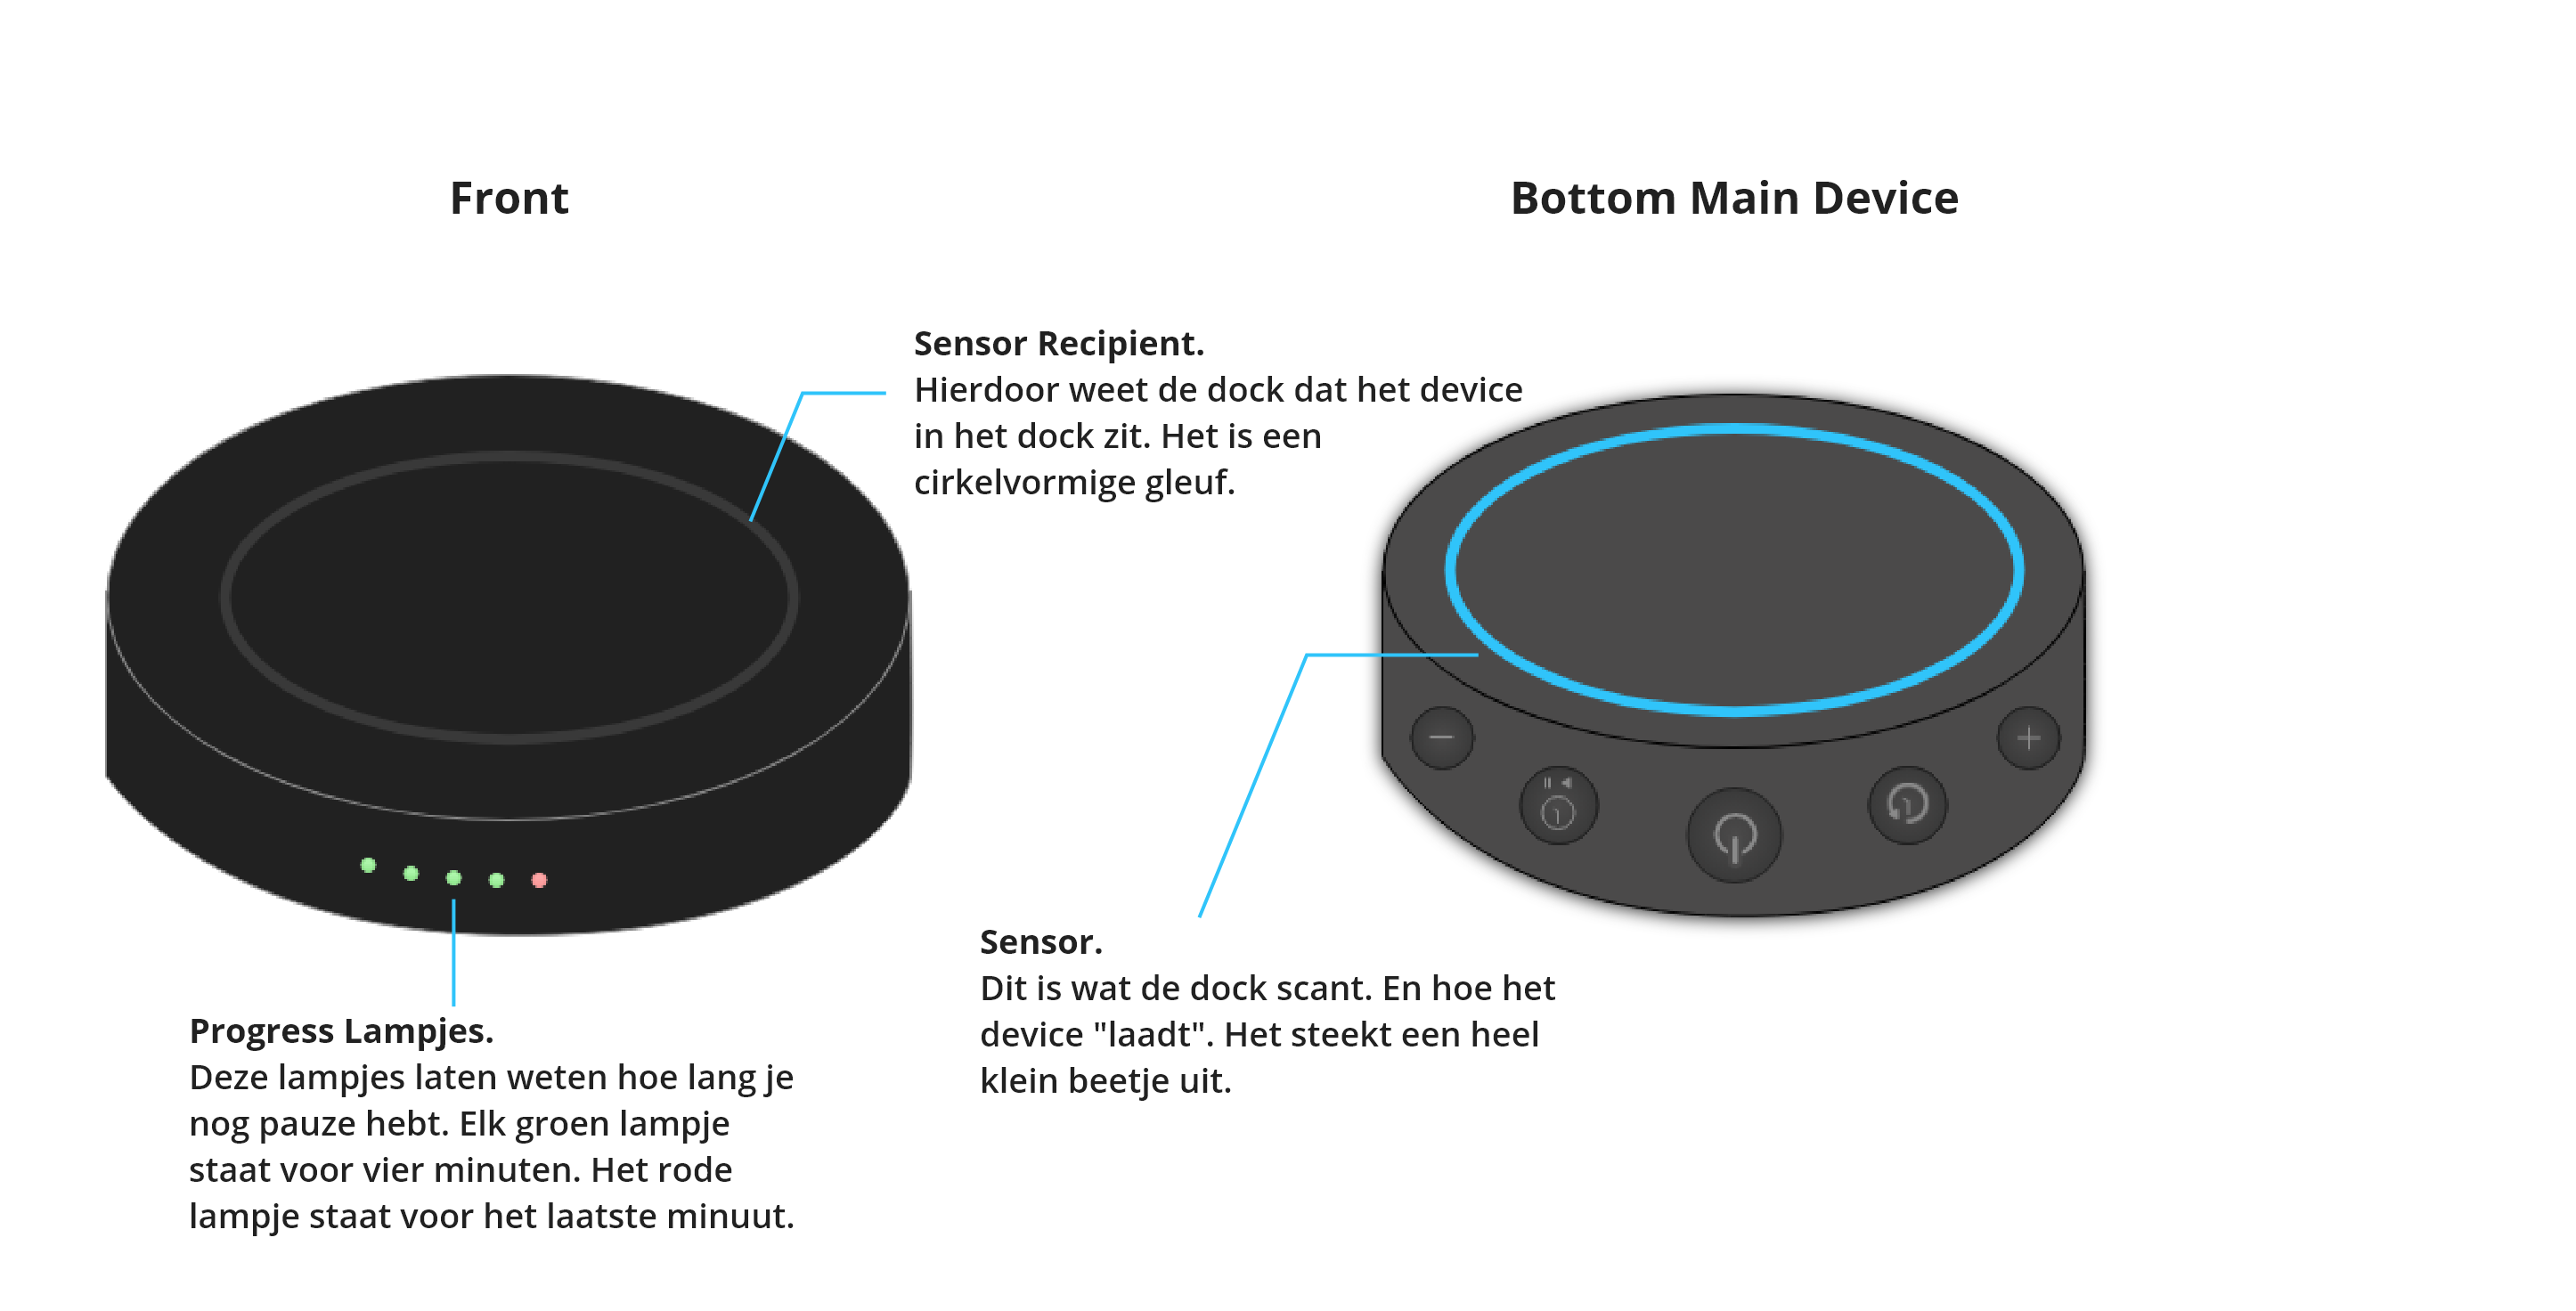 Front
Bottom Main Device
Sensor Recipient.
Hierdoor weet de dock dat het device
in het dock zit. Het is een
cirkelvormige gleuf.
Sensor.
Dit is wat de dock scant. En hoe het
device "laadt". Het steekt een heel
klein beetje uit.
Progress Lampjes.
Deze lampjes laten weten hoe lang je
nog pauze hebt. Elk groen lampje
staat voor vier minuten. Het rode
lampje staat voor het laatste minuut.